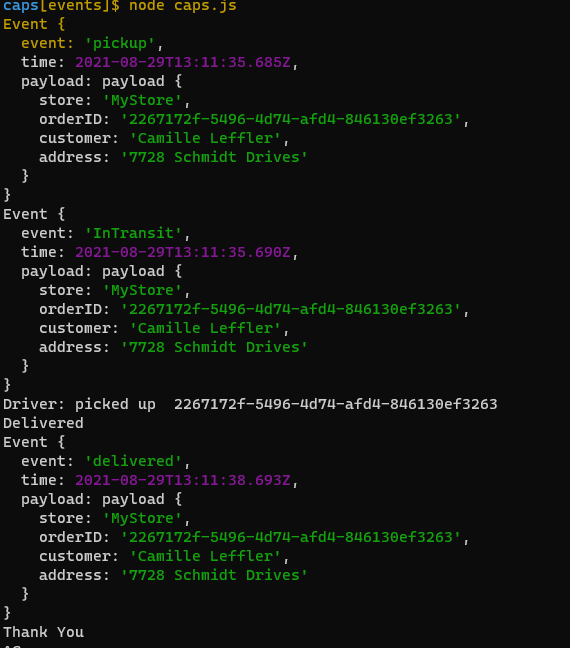 caps[events]$ node caps.js
Event {
  event: 'pickup',
  time: 2021-08-29T13:11:35.685Z,
  payload: payload {
    store: 'MyStore',
    orderID: '2267172f-5496-4d74-afd4-846130ef3263',
    customer: 'Camille Leffler',
    address: '7728 Schmidt Drives'
  }
}
Event {
  event: 'InTransit',
  time: 2021-08-29T13:11:35.690Z,
  payload: payload {
    store: 'MyStore',
    orderID: '2267172f-5496-4d74-afd4-846130ef3263',
    customer: 'Camille Leffler',
    address: '7728 Schmidt Drives'
  }
}
Driver: picked up  2267172f-5496-4d74-afd4-846130ef3263
Delivered
Event {
  event: 'delivered',
  time: 2021-08-29T13:11:38.693Z,
  payload: payload {
    store: 'MyStore',
    orderID: '2267172f-5496-4d74-afd4-846130ef3263',
    customer: 'Camille Leffler',
    address: '7728 Schmidt Drives'
  }
}
Thank You